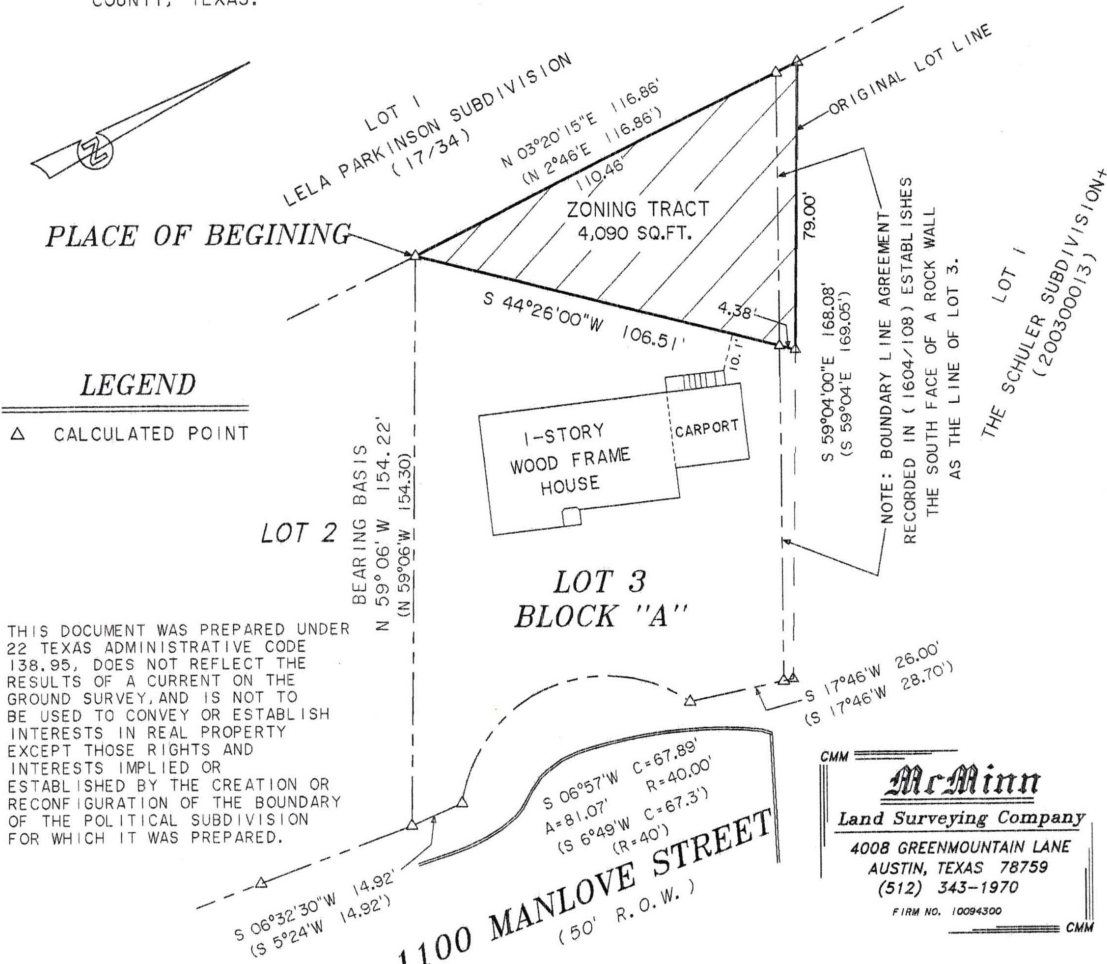 COUNTY, TEXAS.
N
LOT 1
LELA PARKINSON SUBDIVISION
(17/34)
N 03°20'15"E 116.86'
(N 2°46'E 116.86')
110.46'
ORIGINAL LOT LINE
ZONING TRACT
4,090 SQ.FT.
79.00'
PLACE OF BEGINING
S 44°26'00"W 106.51'
4.38'
10.1'
S 59°04'00"E 168.08'
(S 59°04'E 169.05')
NOTE: BOUNDARY LINE AGREEMENT
RECORDED IN (1604/108) ESTABLISHES
THE SOUTH FACE OF A ROCK WALL
AS THE LINE OF LOT 3.
LOT 1
THE SCHULER SUBDIVISION+
(200300013)
LEGEND
△ CALCULATED POINT
1-STORY
WOOD FRAME
HOUSE
CARPORT
BEARING BASIS
N 59°06'W 154.22'
(N 59°06'W 154.30)
LOT 2
LOT 3
BLOCK "A"
THIS DOCUMENT WAS PREPARED UNDER
22 TEXAS ADMINISTRATIVE CODE
138.95, DOES NOT REFLECT THE
RESULTS OF A CURRENT ON THE
GROUND SURVEY, AND IS NOT TO
BE USED TO CONVEY OR ESTABLISH
INTERESTS IN REAL PROPERTY
EXCEPT THOSE RIGHTS AND
INTERESTS IMPLIED OR
ESTABLISHED BY THE CREATION OR
RECONFIGURATION OF THE BOUNDARY
OF THE POLITICAL SUBDIVISION
FOR WHICH IT WAS PREPARED.
S 17°46'W 26.00'
(S 17°46'W 28.70')
S 06°57'W C=67.89'
A=81.07' R=40.00'
(S 6°49'W C=67.3')
(R=40')
S 06°32'30"W 14.92'
(S 5°24'W 14.92')
1100 MANLOVE STREET
(50' R.O.W.)
CMM
McMinn
Land Surveying Company
4008 GREENMOUNTAIN LANE
AUSTIN, TEXAS 78759
(512) 343-1970
FIRM NO. 10094300
CMM